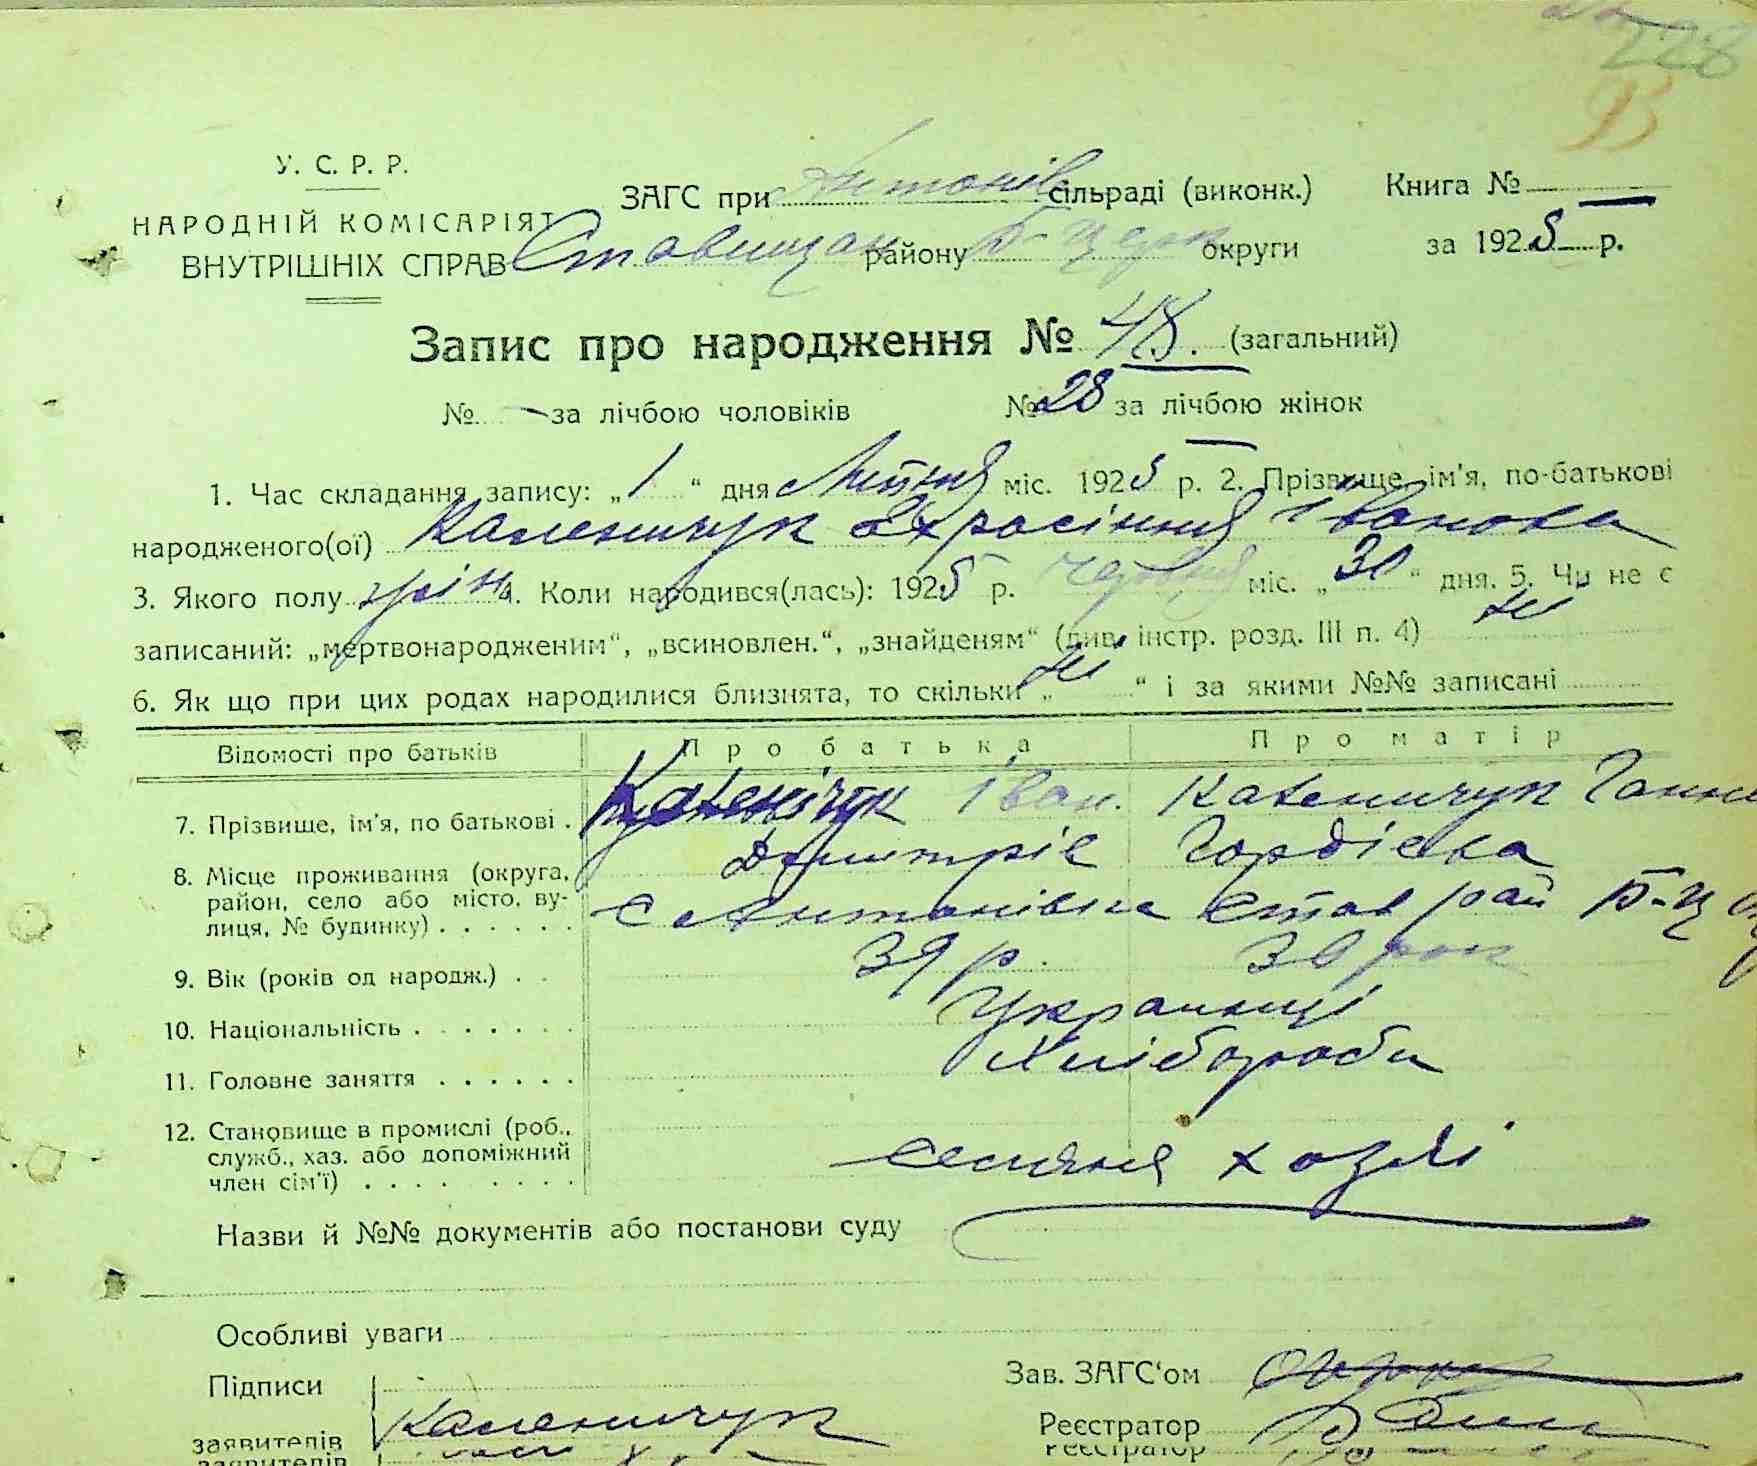 228
В
У. С. Р. Р.
НАРОДНІЙ КОМІСАРІЯТ
ВНУТРІШНІХ СПРАВ
ЗАГС при Антонів сільраді (виконк.) Книга № —
Ставищан району Б-Церк округи за 1925 р.
Запис про народження № 48. (загальний)
№ — за лічбою чоловіків № 28 за лічбою жінок
1. Час складання запису: „1“ дня Липня міс. 1925 р. 2. Прізвище, ім'я, по-батькові
народженого(ої) Каленичук Єхросіння Іванова
3. Якого полу жіно 4. Коли народився(лась): 1925 р. Червня міс. „30“ дня. 5. Чи не є
записаний: „мертвонародженим“, „всиновлен.“, „знайденям“ (див. інстр. розд. III п. 4) ні
6. Як що при цих родах народилися близнята, то скільки „ні“ і за якими №№ записані
Відомості про батьків Про батька Про матір
7. Прізвище, ім'я, по батькові . Каленічук Іван. Каленичук Ганна
Дмитрів Гордієва
8. Місце проживання (округа,
район, село або місто, ву-
лиця, № будинку) . . . . . . с Антонівка Став рай Б-Ц
9. Вік (років од народж.) . . 39 р. 30 рок
10. Національність . . . . . . . Українці
11. Головне заняття . . . . . . Хлібороби
12. Становище в промислі (роб.,
служб., хаз. або допоміжний
член сім'ї) . . . . . . . . хозяї
Назви й №№ документів або постанови суду
Особливі уваги
Підписи
заявителів Каленичук
Зав. ЗАГС'ом
Реєстратор